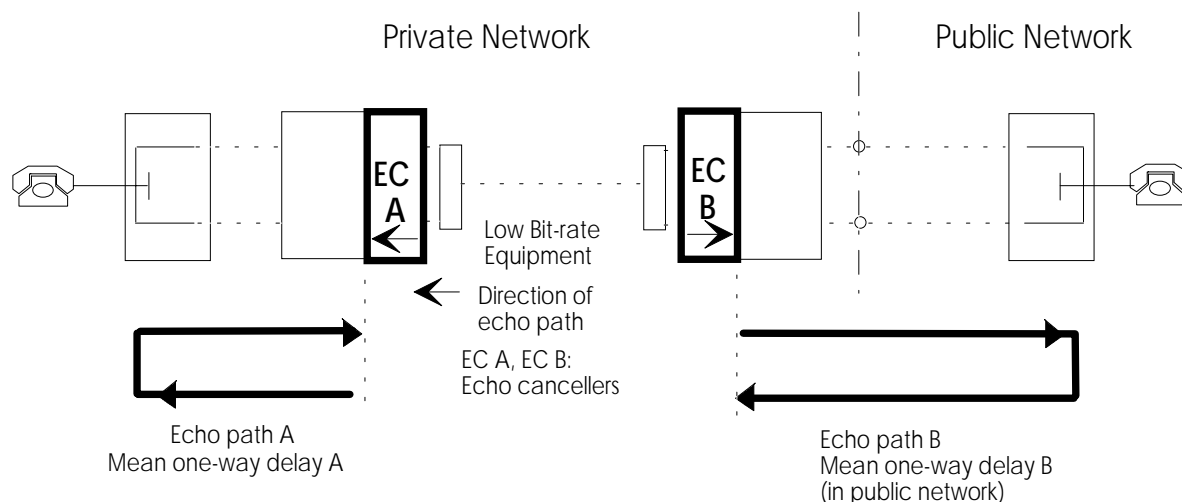 Private Network
Public Network
EC
A
EC
B
Low Bit-rate
Equipment
Direction of
echo path
EC A, EC B:
Echo cancellers
Echo path A
Mean one-way delay A
Echo path B
Mean one-way delay B
(in public network)